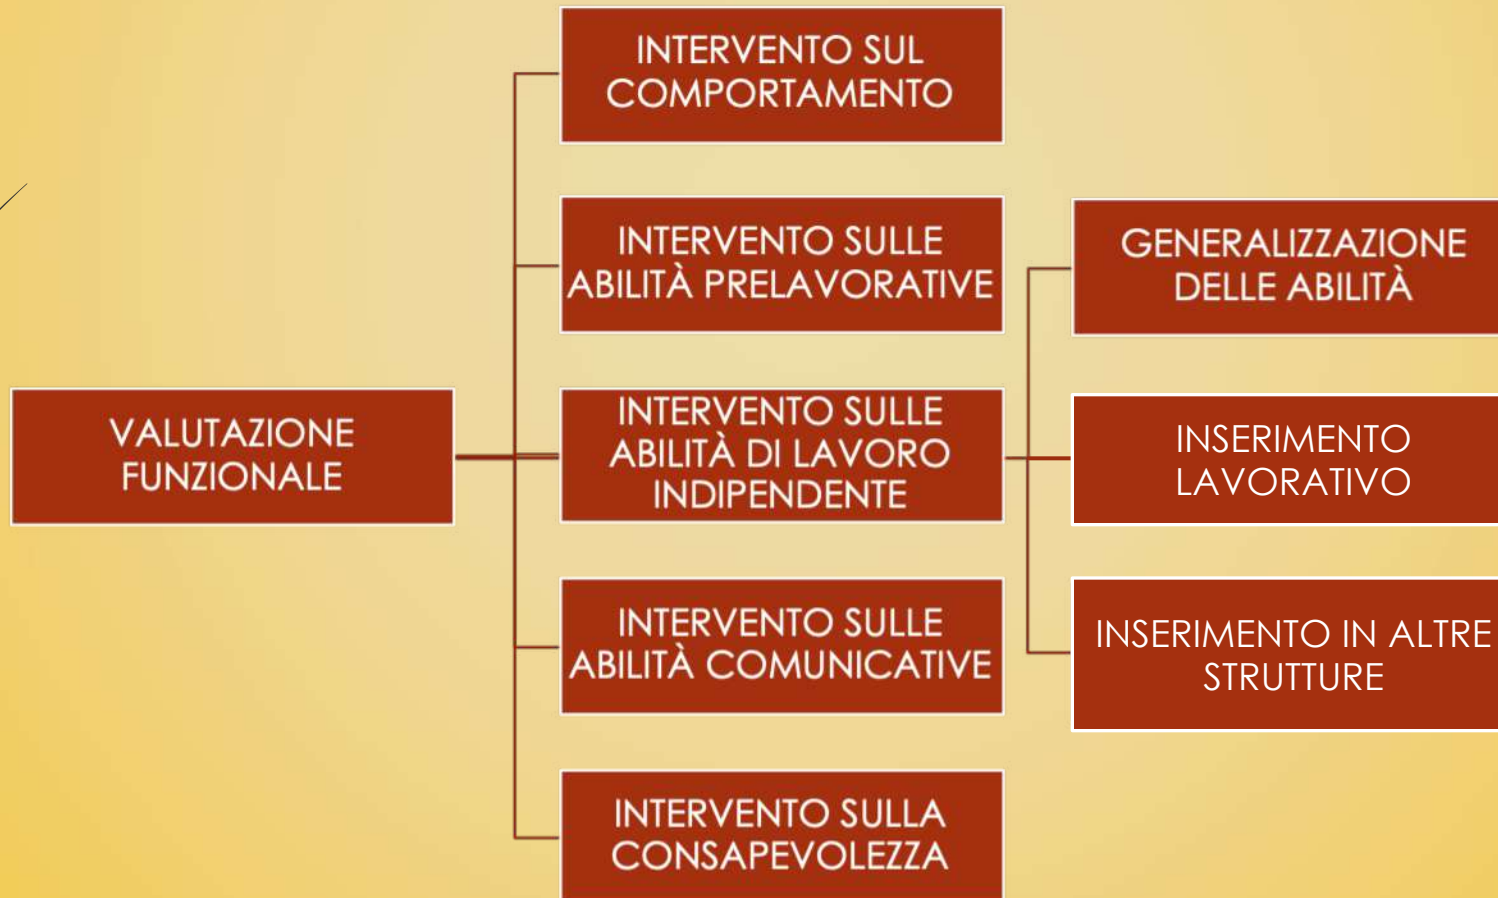 VALUTAZIONE
FUNZIONALE
INTERVENTO SUL
COMPORTAMENTO
INTERVENTO SULLE
ABILITÀ PRELAVORATIVE
INTERVENTO SULLE
ABILITÀ DI LAVORO
INDIPENDENTE
INTERVENTO SULLE
ABILITÀ COMUNICATIVE
INTERVENTO SULLA
CONSAPEVOLEZZA
GENERALIZZAZIONE
DELLE ABILITÀ
INSERIMENTO
LAVORATIVO
INSERIMENTO IN ALTRE
STRUTTURE